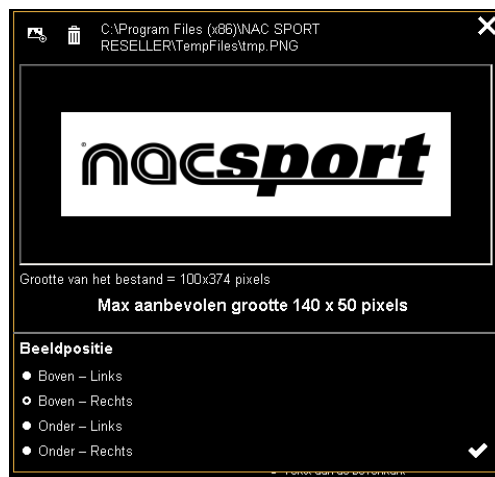 C:\Program Files (x86)\NAC SPORT
RESELLER\TempFiles\tmp.PNG
nacsport
Grootte van het bestand = 100x374 pixels
Max aanbevolen grootte 140 x 50 pixels
Beeldpositie
Boven – Links
Boven – Rechts
Onder – Links
Onder – Rechts